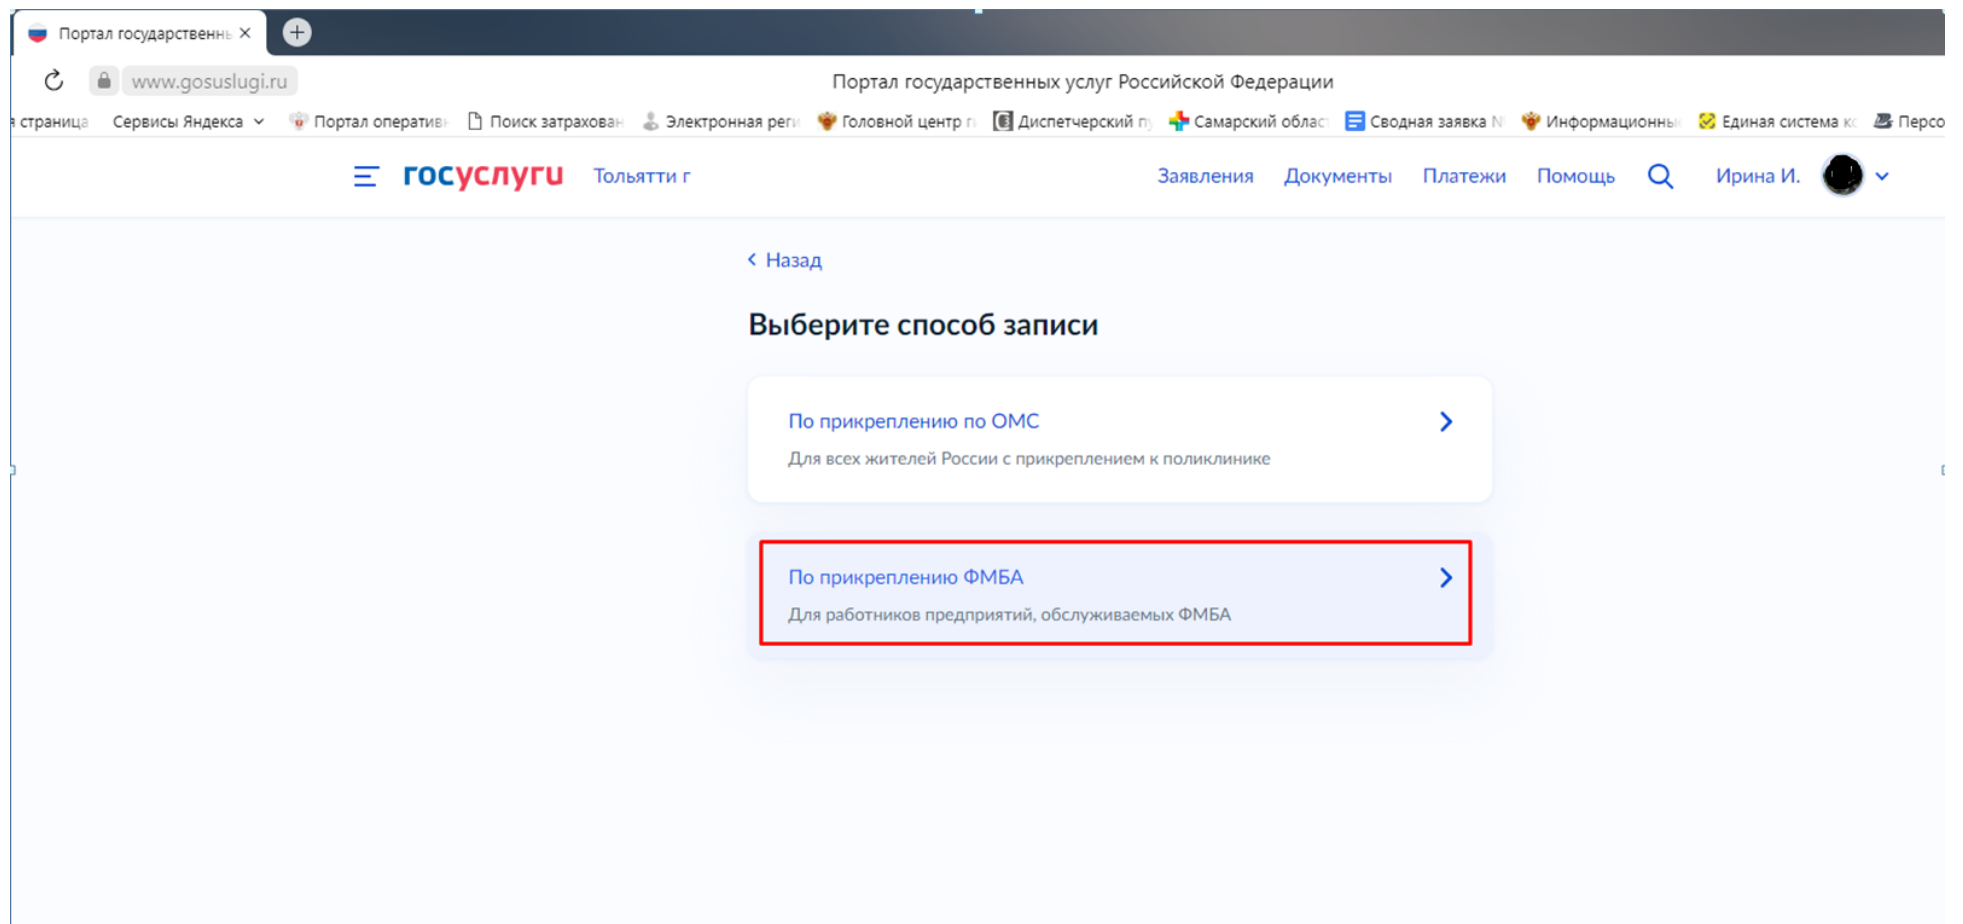 Портал государственнь
www.gosuslugi.ru
Портал государственных услуг Российской Федерации
страница
Сервисы Яндекса
Портал оператив
Поиск затрахован
Электронная реги
Головной центр
Диспетчерский
Самарский облас
Сводная заявка
Информационны
Единая система
Персо
госуслуги
Тольятти г
Заявления
Документы
Платежи
Помощь
Ирина И.
Назад
Выберите способ записи
По прикреплению по ОМС
Для всех жителей России с прикреплением к поликлинике
По прикреплению ФМБА
Для работников предприятий, обслуживаемых ФМБА